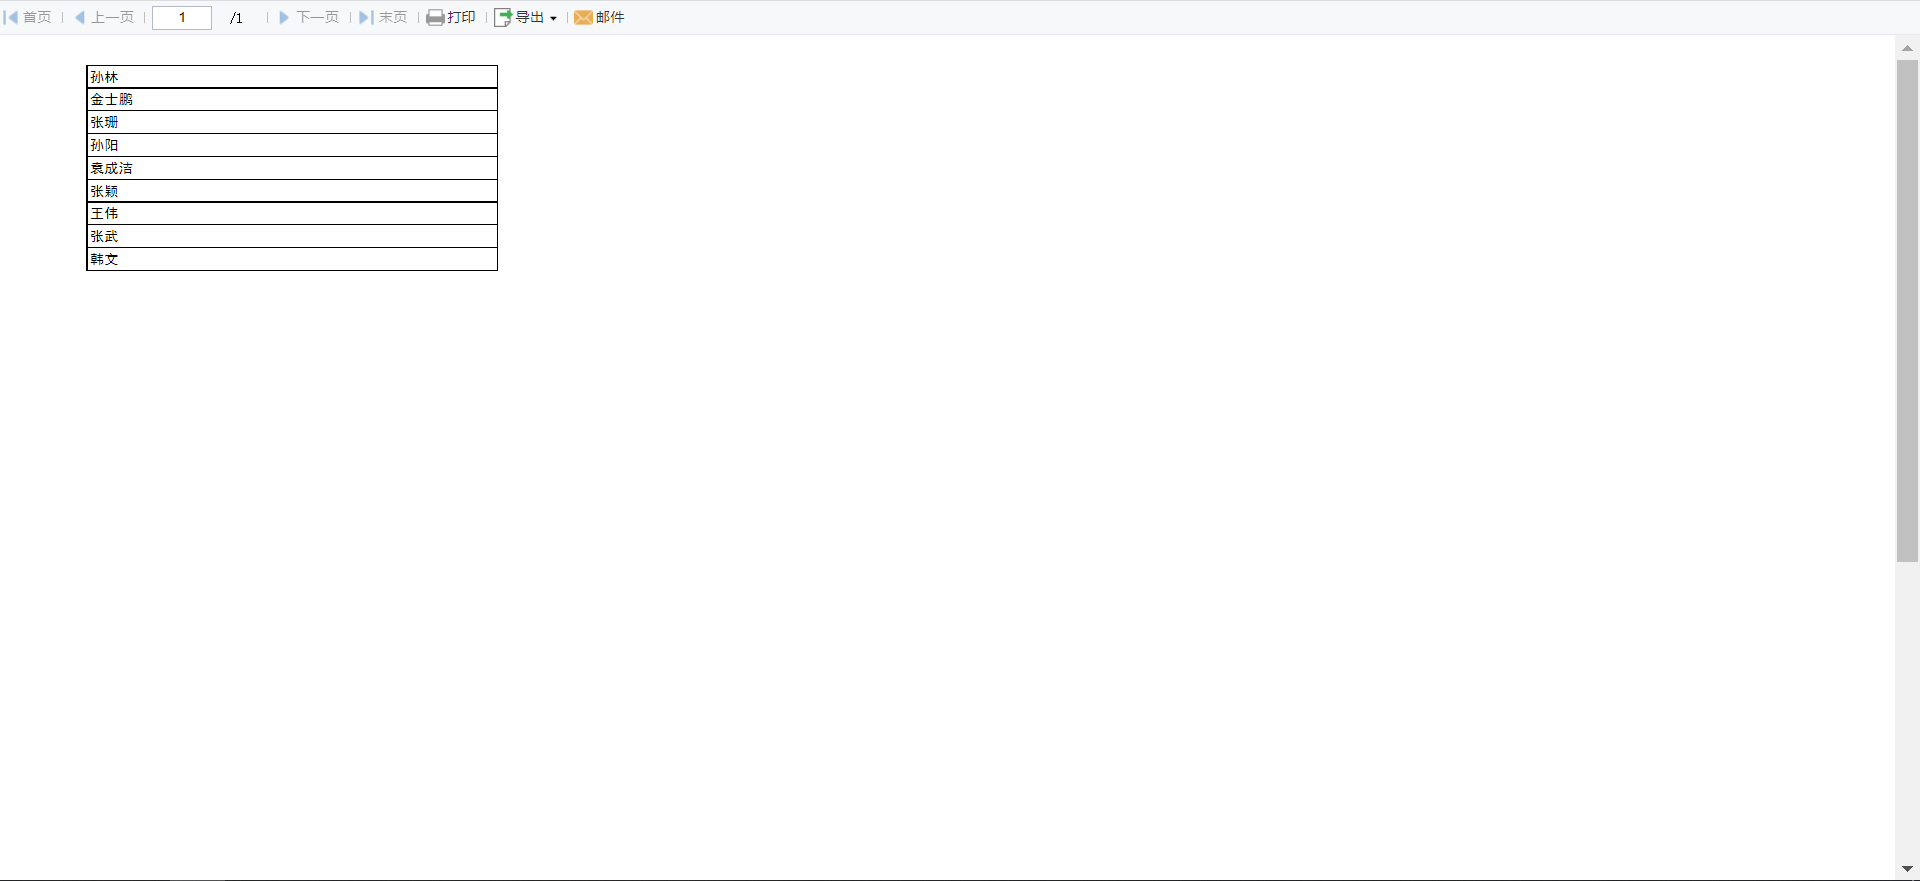 首页 上一页 1 /1 下一页 末页 打印 导出 邮件
孙林
金士鹏
张珊
孙阳
袁成洁
张颖
王伟
张武
韩文